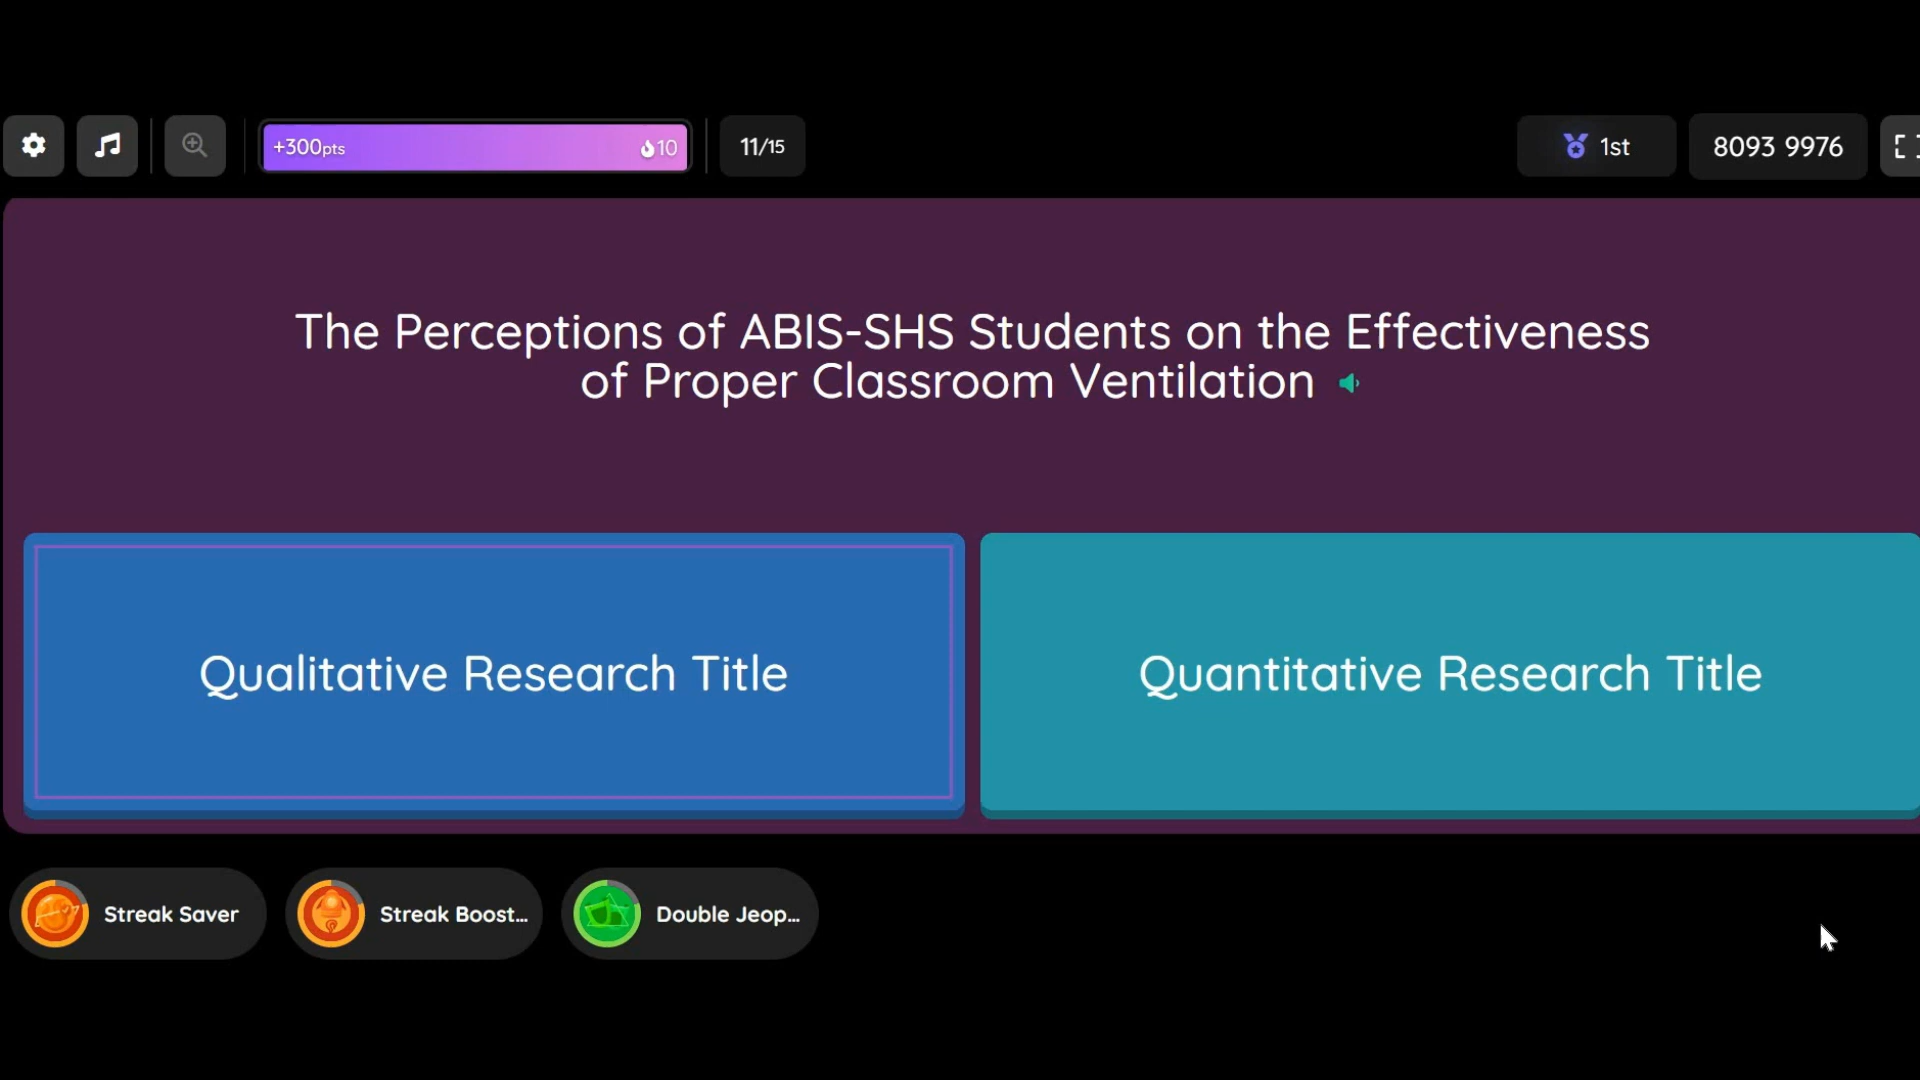 +300pts 10 11/15 1st 8093 9976
The Perceptions of ABIS-SHS Students on the Effectiveness
of Proper Classroom Ventilation
Qualitative Research Title
Quantitative Research Title
Streak Saver
Streak Boost...
Double Jeop...